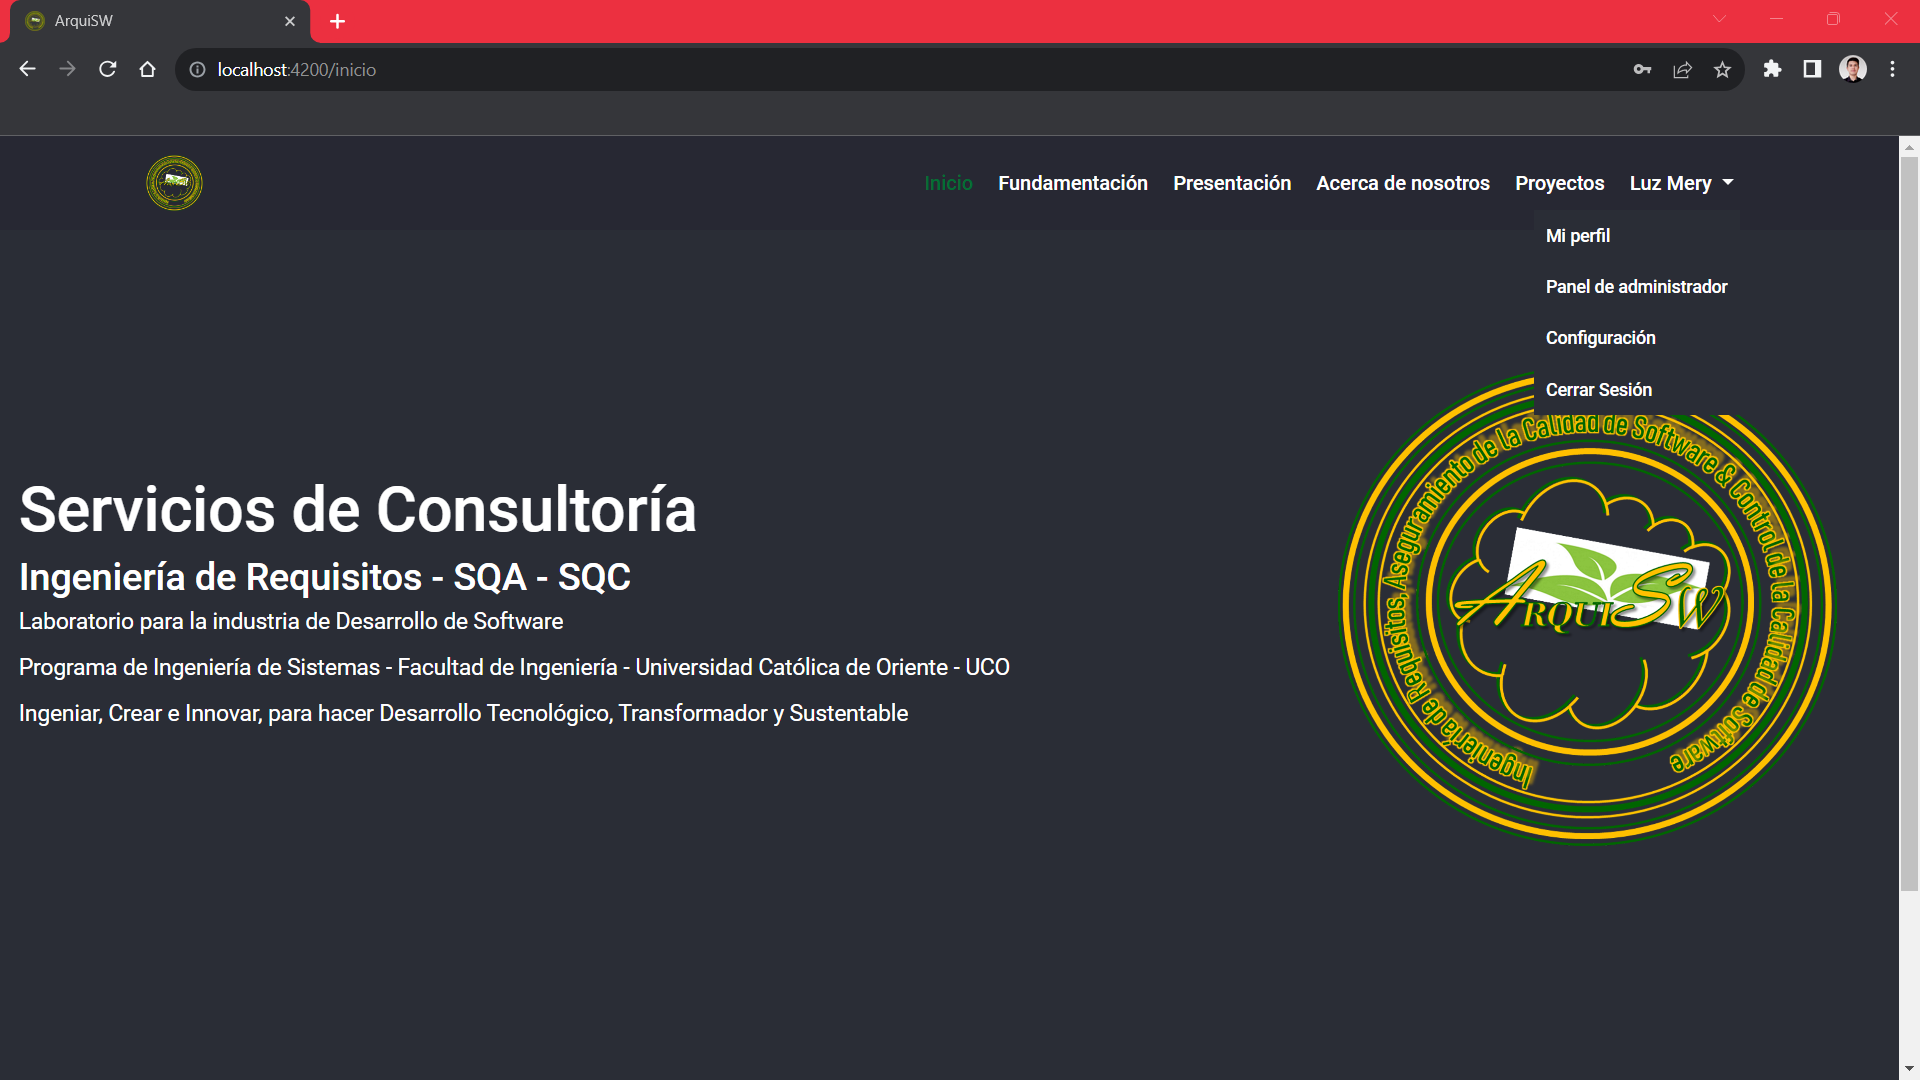 ArquiSW
localhost:4200/inicio
Inicio Fundamentación Presentación Acerca de nosotros Proyectos Luz Mery
Mi perfil
Panel de administrador
Configuración
Cerrar Sesión
Servicios de Consultoría
Ingeniería de Requisitos - SQA - SQC
Laboratorio para la industria de Desarrollo de Software
Programa de Ingeniería de Sistemas - Facultad de Ingeniería - Universidad Católica de Oriente - UCO
Ingeniar, Crear e Innovar, para hacer Desarrollo Tecnológico, Transformador y Sustentable
Ingeniería de Requisitos, Aseguramiento de la Calidad de Software & Control de la Calidad de Software
ARQUISW